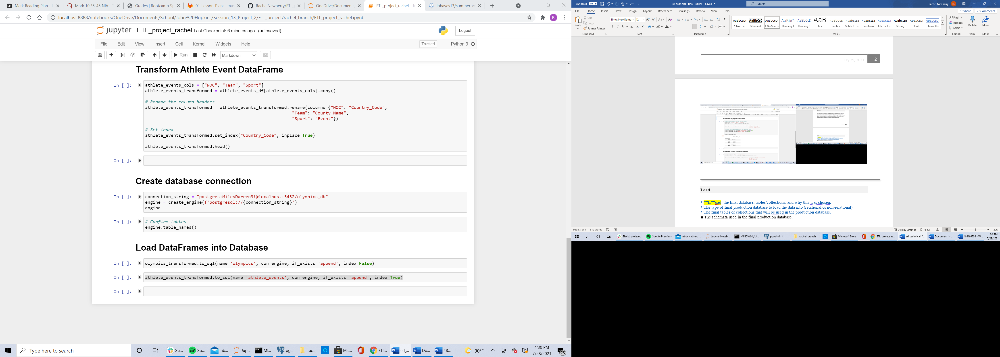 Mark Reading Plan - 
Mark 10:35-45 NIV - 
Grades | Bootcamp Sp
01-Lesson-Plans · mas
RachelNewberry/ETL_
OneDrive/Documents
ETL_project_rachel - J
johayes13/summer-w
localhost:8888/notebooks/OneDrive/Documents/School/John%20Hopkins/Session_13_Project_2/ETL_project/rachel_branch/ETL_project_rachel.ipynb
R
jupyter ETL_project_rachel Last Checkpoint: 6 minutes ago (autosaved)
Logout
File Edit View Insert Cell Kernel Widgets Help
Trusted
Python 3
Run
Markdown
Transform Athlete Event DataFrame
In [ ]:
athlete_events_cols = ["NOC", "Team", "Sport"]
athlete_events_transformed = athlete_events_df[athlete_events_cols].copy()
# Rename the column headers
athlete_events_transformed = athlete_events_transformed.rename(columns={"NOC": "Country_Code",
"Team": "County_Name",
"Sport": "Event"})
# Set index
athlete_events_transformed.set_index("Country_Code", inplace=True)
athlete_events_transformed.head()
In [ ]:
Create database connection
In [ ]:
connection_string = "postgres:MilesDarren3!@localhost:5432/olympics_db"
engine = create_engine(f'postgresql://{connection_string}')
engine
In [ ]:
# Confirm tables
engine.table_names()
Load DataFrames into Database
In [ ]:
olympics_transformed.to_sql(name='olympics', con=engine, if_exists='append', index=False)
In [ ]:
athlete_events_transformed.to_sql(name='athlete_events', con=engine, if_exists='append', index=True)
In [ ]:
Type here to search
Sla...
Sp...
Inb...
Jup...
MI...
pg...
rac...
Mic...
ETL...
etl_...
Do...
48...
90°F
1:30 PM
7/28/2021
25
AutoSave On
etl_technical_final_report - Saved
Search
Rachel Newberry RN
File Home Insert Draw Design Layout References Mailings Review View Help
Share
Comments
Paste
Cut
Copy
Format Painter
Clipboard
Times New Roma 12
Font
Paragraph
Normal
Standard
No Spac...
Heading 1
Heading 2
Title
Subtitle
Subtle Em...
Emphasis
Intense E...
Strong
Quote
Intense Q...
Styles
Find
Replace
Select
Editing
Dictate
Voice
Editor
Editor
July 29, 2021 2
Transform Olympics DataFrame
Transform Athlete Event DataFrame
Load
* **L**oad: the final database, tables/collections, and why this was chosen.
* The type of final production database to load the data into (relational or non-relational).
* The final tables or collections that will be used in the production database.
■ The schemata used in the final production database.
Page 3 of 4 519 words
Display Settings Focus
120%
Slack | project-...
Spotify Premium
Inbox - Yahoo ...
Jupyter Noteb...
MINGW64:/c/...
pgAdmin 4
rachel_branch
Microsoft Store
ETL_project_ra...
etl_technical_fi...
Document1 - ...
484199734 - W...
1:30 PM
7/28/2021